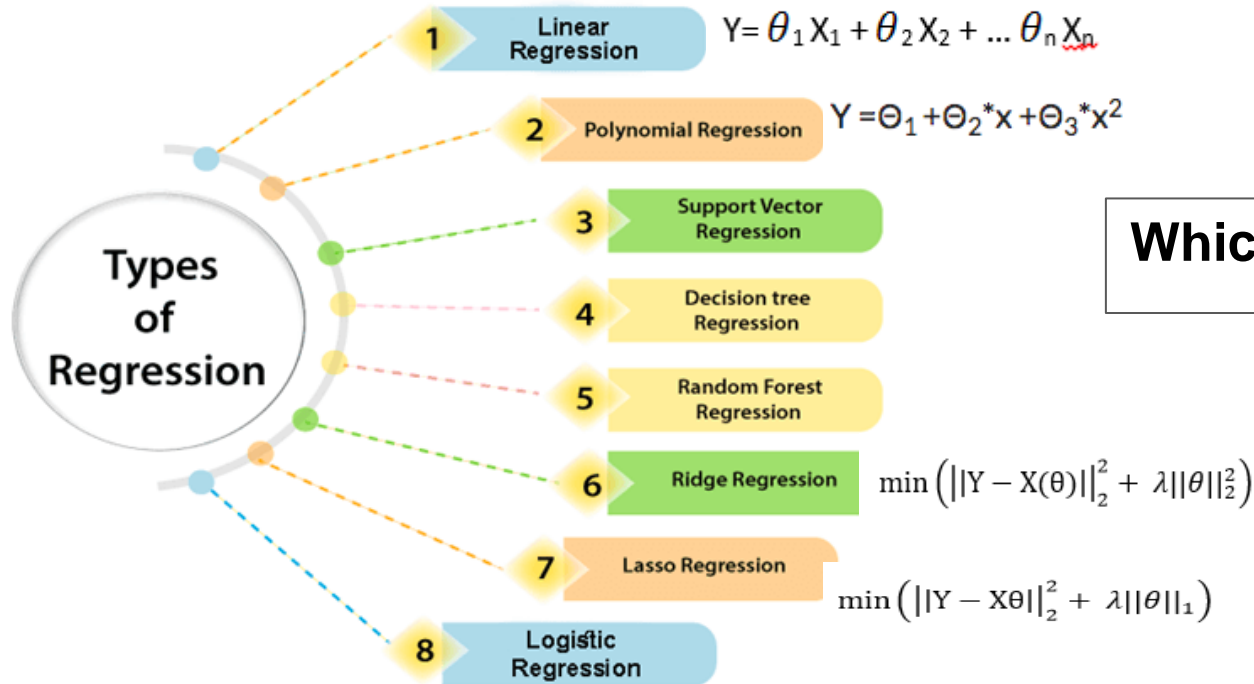 Types
of
Regression
1
Linear
Regression
Y= θ₁ X₁ + θ₂ X₂ + ... θₙ Xₙ
2
Polynomial Regression
Y =Θ₁ +Θ₂*x +Θ₃*x²
3
Support Vector
Regression
Whic
4
Decision tree
Regression
5
Random Forest
Regression
6
Ridge Regression
min (||Y − X(θ)||₂² + λ||θ||₂²)
7
Lasso Regression
min (||Y − Xθ||₂² + λ||θ||₁)
8
Logistic
Regression